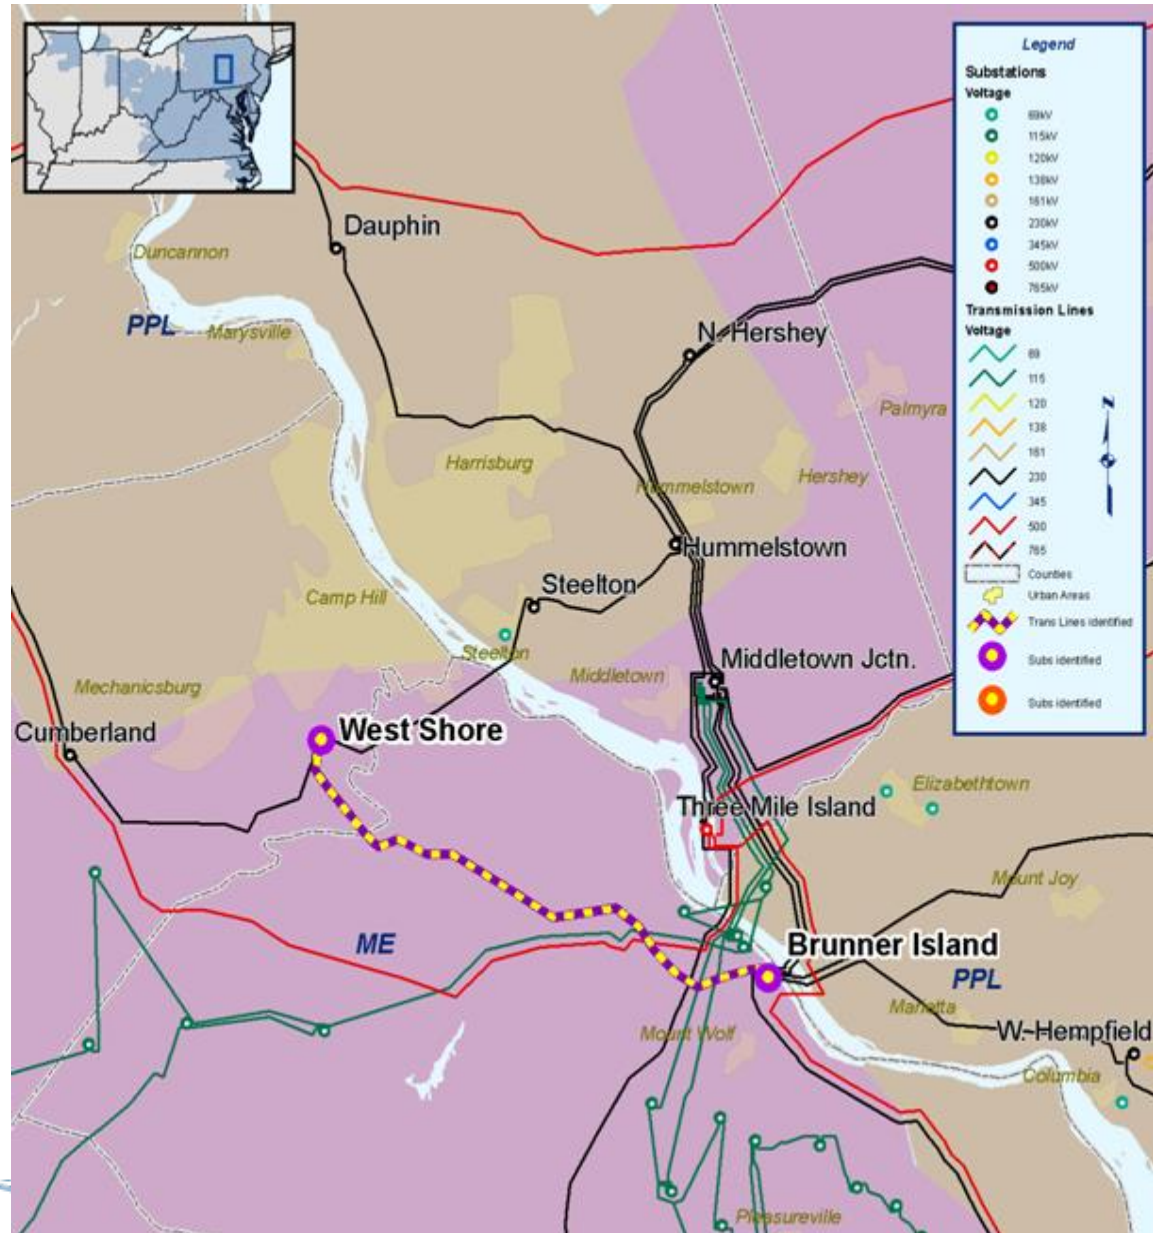 Legend
Substations
Voltage
69kV
115kV
120kV
138kV
161kV
230kV
345kV
500kV
765kV
Transmission Lines
Voltage
69
115
120
138
161
230
345
500
765
Counties
Urban Areas
Trans Lines identified
Subs identified
Subs identified
N
Dauphin
Duncannon
PPL
Marysville
N. Hershey
Palmyra
Harrisburg
Hummelstown
Hershey
Hummelstown
Steelton
Camp Hill
Steelton
Middletown
Middletown Jctn.
Mechanicsburg
Cumberland
West Shore
Three Mile Island
Elizabethtown
Mount Joy
ME
Brunner Island
PPL
Marietta
Mount Wolf
W. Hempfield
Columbia
Pleasureville